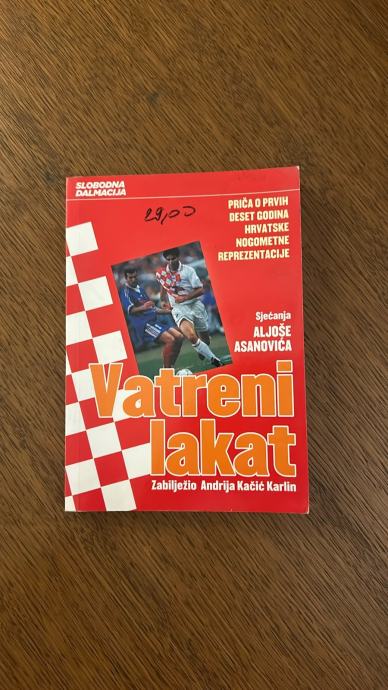 SLOBODNA
DALMACIJA
29,00
PRIČA O PRVIH
DESET GODINA
HRVATSKE
NOGOMETNE
REPREZENTACIJE
Sjećanja
ALJOŠE
ASANOVIĆA
Vatreni
lakat
Zabilježio Andrija Kačić Karlin